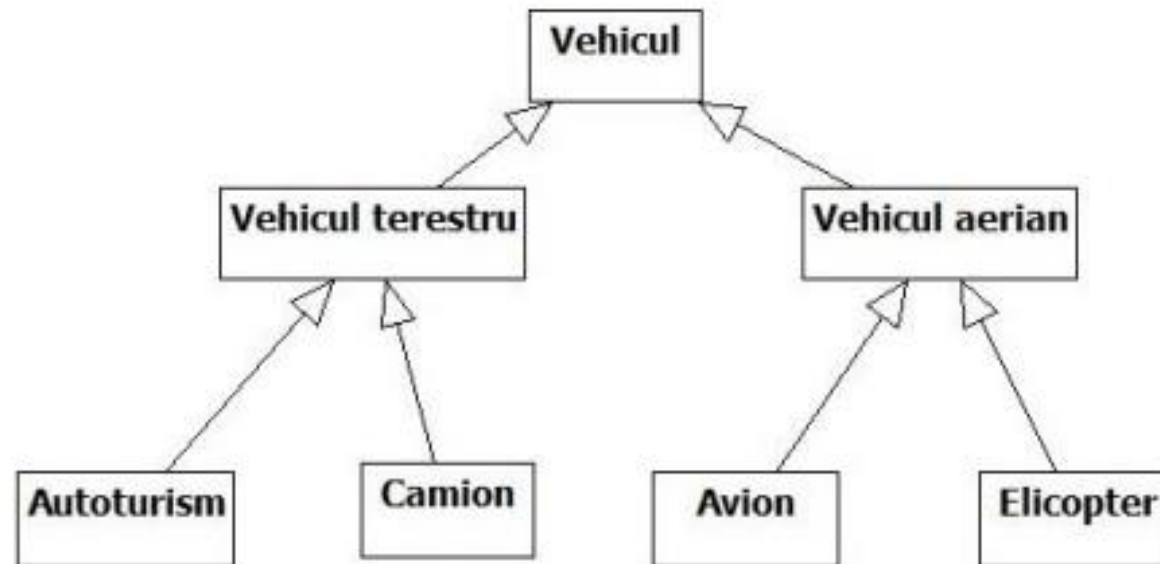 Vehicul
Vehicul terestru
Vehicul aerian
Autoturism
Camion
Avion
Elicopter